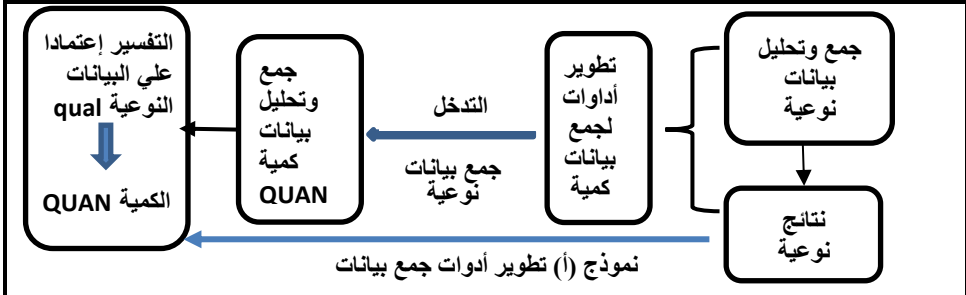 جمع وتحليل
بيانات
نوعية
نتائج
نوعية
تطوير
أداوات
لجمع
بيانات
كمية
التدخل
جمع بيانات
نوعية
جمع
وتحليل
بيانات
كمية
QUAN
التفسير إعتمادا
علي البيانات
النوعية qual
الكمية QUAN
نموذج (أ) تطوير أدوات جمع بيانات